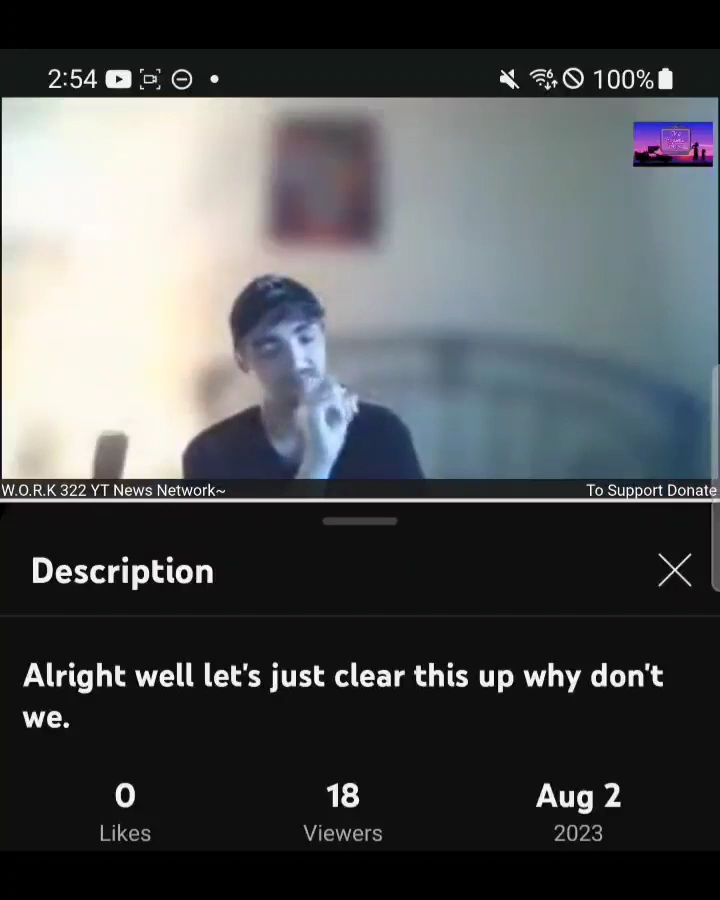 2:54 100%
W.O.R.K 322 YT News Network~ To Support Donate
Description
Alright well let's just clear this up why don't
we.
0 18 Aug 2
Likes Viewers 2023